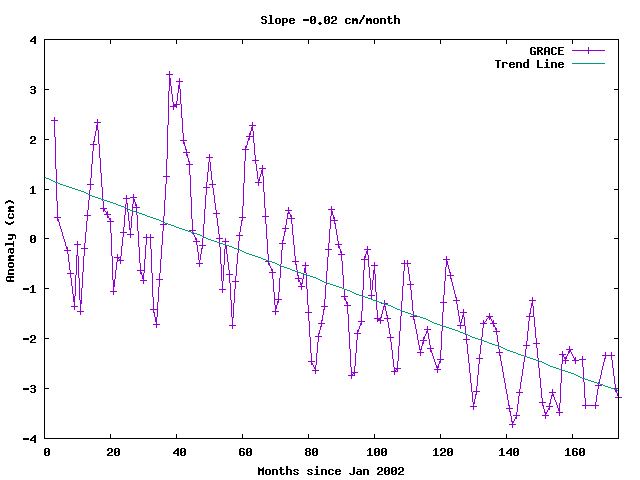 Slope -0.02 cm/month
GRACE
Trend Line
4
3
2
1
0
-1
-2
-3
-4
Anomaly (cm)
0 20 40 60 80 100 120 140 160
Months since Jan 2002